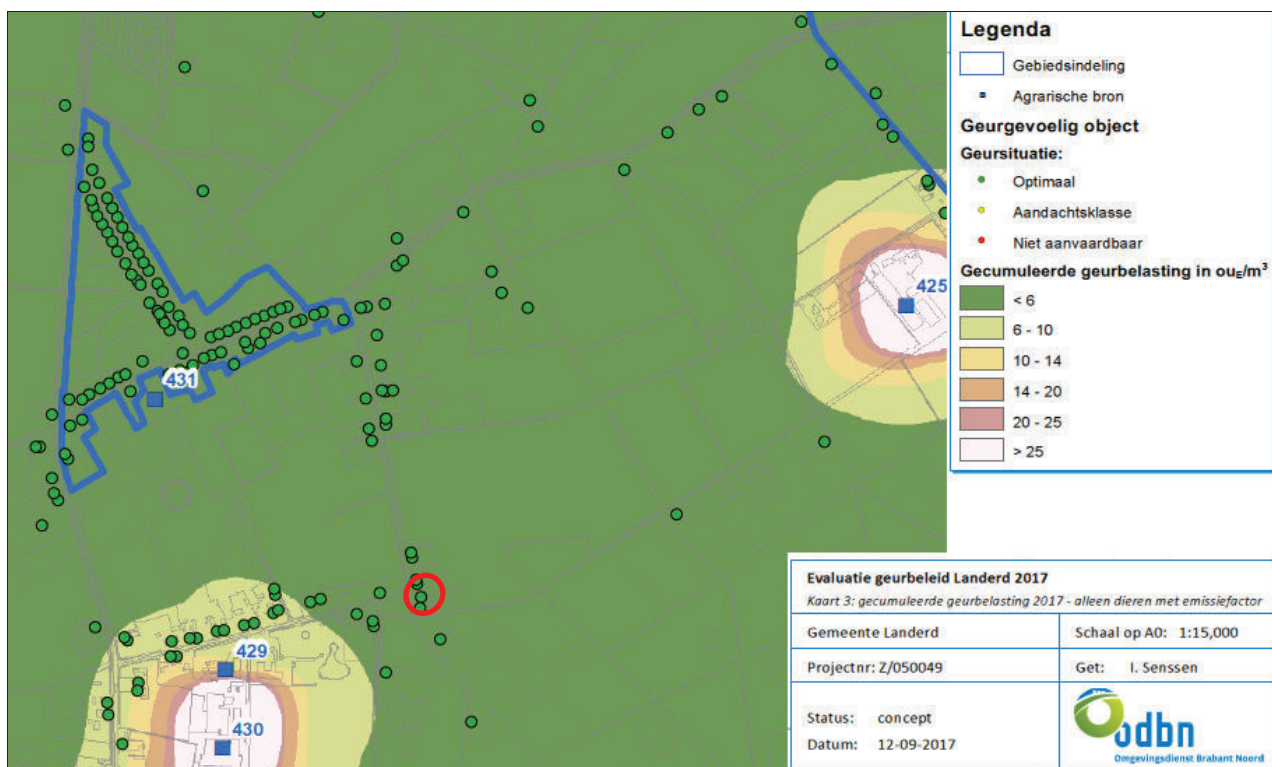 Legenda
Gebiedsindeling
Agrarische bron
Geurgevoelig object
Geursituatie:
Optimaal
Aandachtsklasse
Niet aanvaardbaar
Gecumuleerde geurbelasting in ouE/m³
< 6
6 - 10
10 - 14
14 - 20
20 - 25
> 25
425
431
429
430
Evaluatie geurbeleid Landerd 2017
Kaart 3: gecumuleerde geurbelasting 2017 - alleen dieren met emissiefactor
Gemeente Landerd
Schaal op A0: 1:15,000
Projectnr: Z/050049
Get: I. Senssen
Status: concept
Datum: 12-09-2017
odbn
Omgevingsdienst Brabant Noord